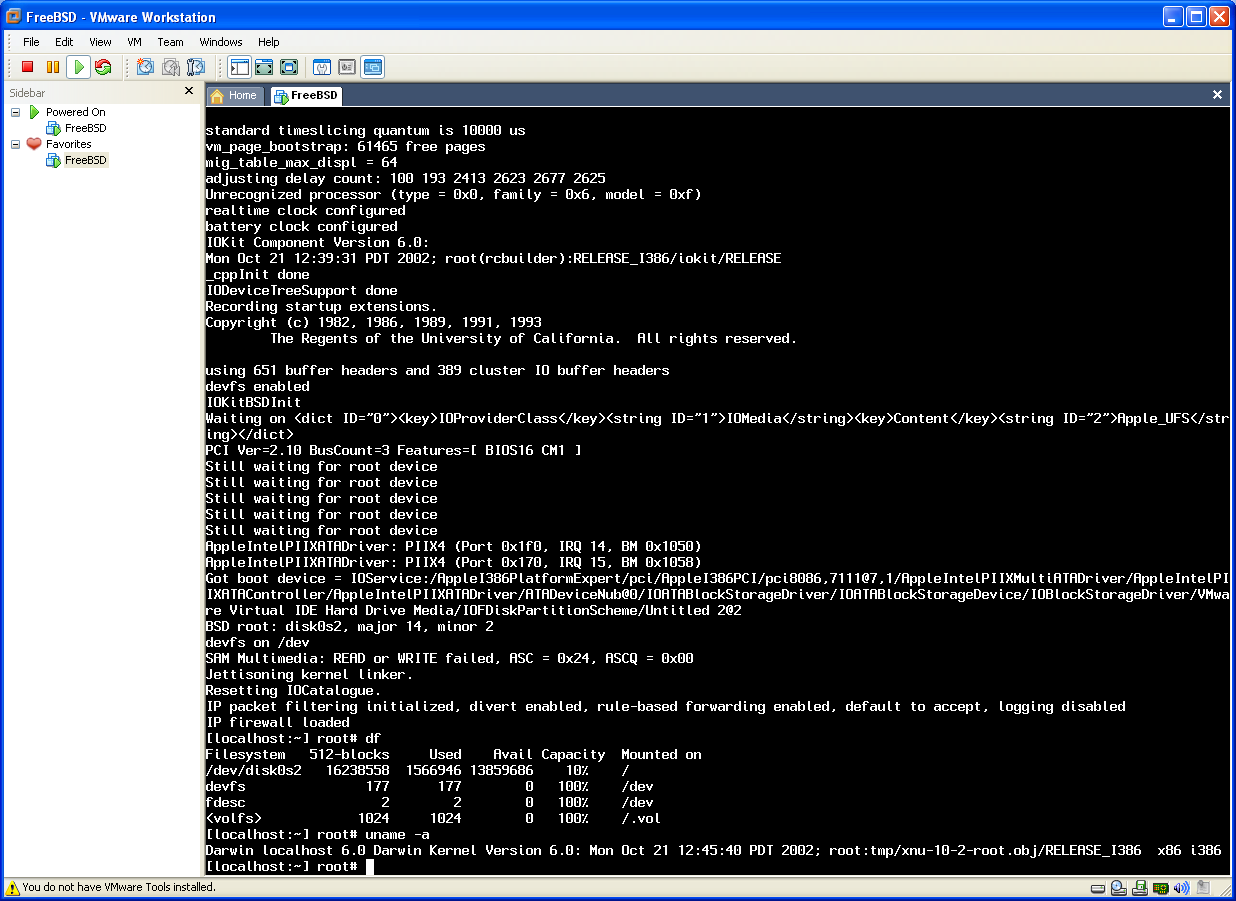 FreeBSD - VMware Workstation
File Edit View VM Team Windows Help
Sidebar
Powered On
FreeBSD
Favorites
FreeBSD
Home FreeBSD
standard timeslicing quantum is 10000 us
vm_page_bootstrap: 61465 free pages
mig_table_max_displ = 64
adjusting delay count: 100 193 2413 2623 2677 2625
Unrecognized processor (type = 0x0, family = 0x6, model = 0xf)
realtime clock configured
battery clock configured
IOKit Component Version 6.0:
Mon Oct 21 12:39:31 PDT 2002; root(rcbuilder):RELEASE_I386/iokit/RELEASE
_cppInit done
IODeviceTreeSupport done
Recording startup extensions.
Copyright (c) 1982, 1986, 1989, 1991, 1993
        The Regents of the University of California.  All rights reserved.
using 651 buffer headers and 389 cluster IO buffer headers
devfs enabled
IOKitBSDInit
Waiting on <dict ID="0"><key>IOProviderClass</key><string ID="1">IOMedia</string><key>Content</key><string ID="2">Apple_UFS</str
ing></dict>
PCI Ver=2.10 BusCount=3 Features=[ BIOS16 CM1 ]
Still waiting for root device
Still waiting for root device
Still waiting for root device
Still waiting for root device
Still waiting for root device
AppleIntelPIIXATADriver: PIIX4 (Port 0x1f0, IRQ 14, BM 0x1050)
AppleIntelPIIXATADriver: PIIX4 (Port 0x170, IRQ 15, BM 0x1058)
Got boot device = IOService:/AppleI386PlatformExpert/pci/AppleI386PCI/pci8086,7111@7,1/AppleIntelPIIXMultiATADriver/AppleIntelPI
IXATAController/AppleIntelPIIXATADriver/ATADeviceNub@0/IOATABlockStorageDriver/IOATABlockStorageDevice/IOBlockStorageDriver/VMwa
re Virtual IDE Hard Drive Media/IOFDiskPartitionScheme/Untitled 2@2
BSD root: disk0s2, major 14, minor 2
devfs on /dev
SAM Multimedia: READ or WRITE failed, ASC = 0x24, ASCQ = 0x00
Jettisoning kernel linker.
Resetting IOCatalogue.
IP packet filtering initialized, divert enabled, rule-based forwarding enabled, default to accept, logging disabled
IP firewall loaded
[localhost:~] root# df
Filesystem   512-blocks     Used    Avail Capacity  Mounted on
/dev/disk0s2   16238558  1566946 13859686    10%    /
devfs               177      177        0   100%    /dev
fdesc                 2        2        0   100%    /dev
<volfs>            1024     1024        0   100%    /.vol
[localhost:~] root# uname -a
Darwin localhost 6.0 Darwin Kernel Version 6.0: Mon Oct 21 12:45:40 PDT 2002; root:tmp/xnu-10-2-root.obj/RELEASE_I386  x86 i386
[localhost:~] root#
You do not have VMware Tools installed.